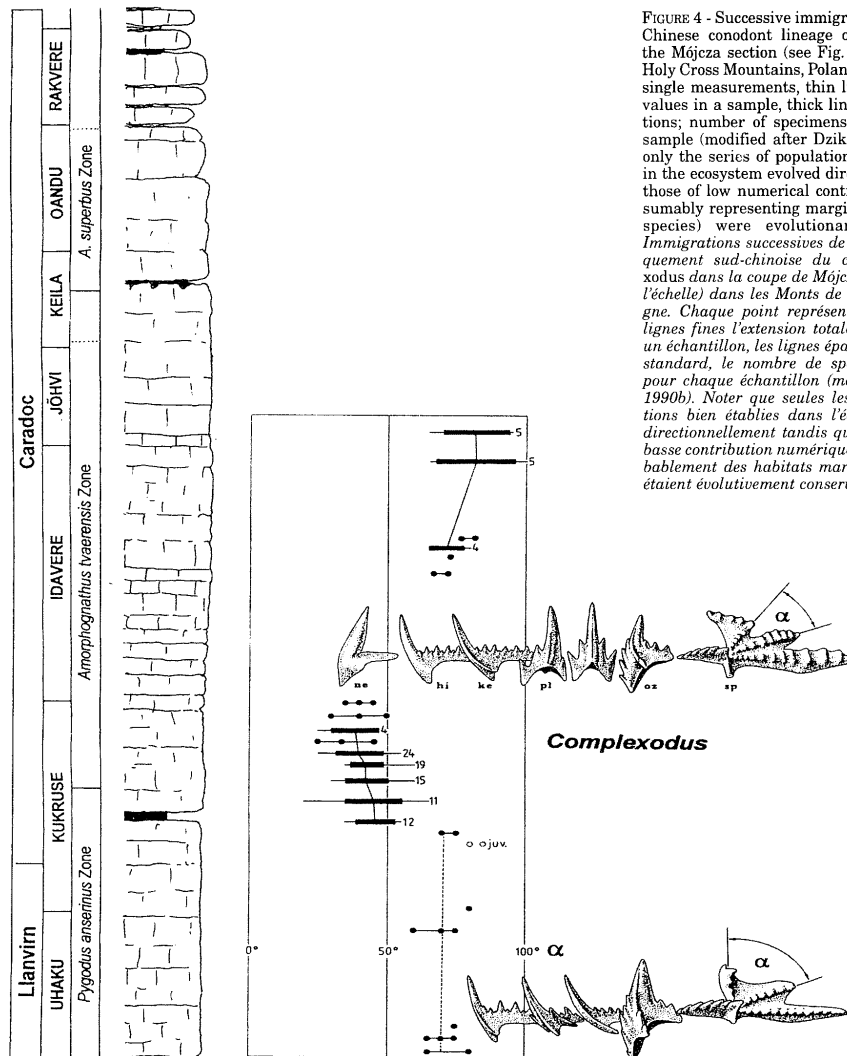 FIGURE 4 - Successive immigr
Chinese conodont lineage o
the Mójcza section (see Fig.
Holy Cross Mountains, Polan
single measurements, thin l
values in a sample, thick lin
tions; number of specimens
sample (modified after Dzik
only the series of population
in the ecosystem evolved dir
those of low numerical cont
sumably representing margi
species) were evolutionar
Immigrations successives de
quement sud-chinoise du c
xodus dans la coupe de Mójc
l'échelle) dans les Monts de
gne. Chaque point représen
lignes fines l'extension totale
un échantillon, les lignes épa
standard, le nombre de sp
pour chaque échantillon (m
1990b). Noter que seules les
tions bien établies dans l'é
directionnellement tandis qu
basse contribution numérique
bablement des habitats mar
étaient évolutivement conser
Caradoc
Llanvirn
RAKVERE
OANDU
KEILA
JÕHVI
IDAVERE
KUKRUSE
UHAKU
A. superbus Zone
Amorphognathus tvaerensis Zone
Pygodus anserinus Zone
5
5
4
α
ne hi ke pl oz sp
Complexodus
4
24
19
15
11
12
juv.
0° 50° 100° α
α